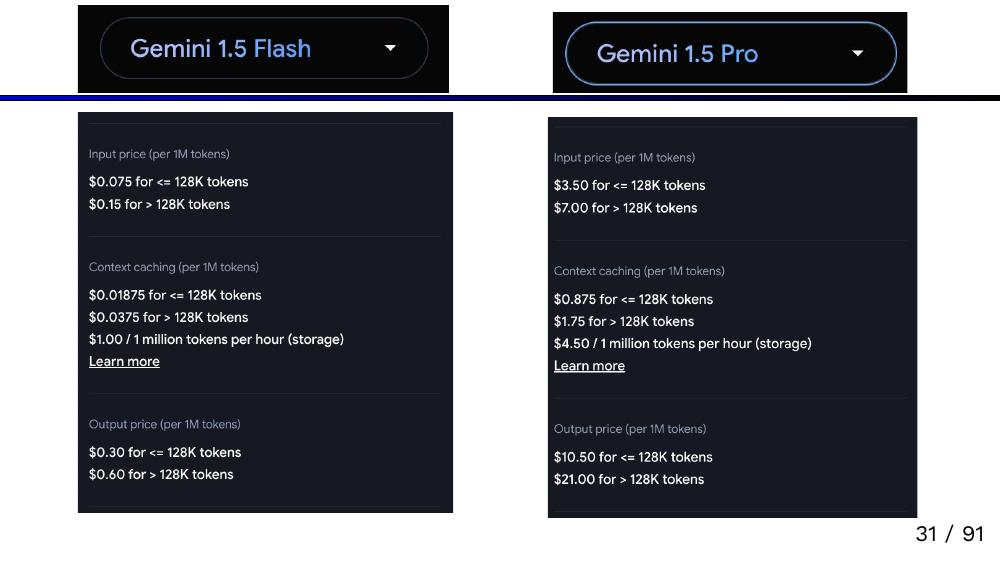 Gemini 1.5 Flash
Input price (per 1M tokens)
$0.075 for <= 128K tokens
$0.15 for > 128K tokens
Context caching (per 1M tokens)
$0.01875 for <= 128K tokens
$0.0375 for > 128K tokens
$1.00 / 1 million tokens per hour (storage)
Learn more
Output price (per 1M tokens)
$0.30 for <= 128K tokens
$0.60 for > 128K tokens
Gemini 1.5 Pro
Input price (per 1M tokens)
$3.50 for <= 128K tokens
$7.00 for > 128K tokens
Context caching (per 1M tokens)
$0.875 for <= 128K tokens
$1.75 for > 128K tokens
$4.50 / 1 million tokens per hour (storage)
Learn more
Output price (per 1M tokens)
$10.50 for <= 128K tokens
$21.00 for > 128K tokens
31 / 91